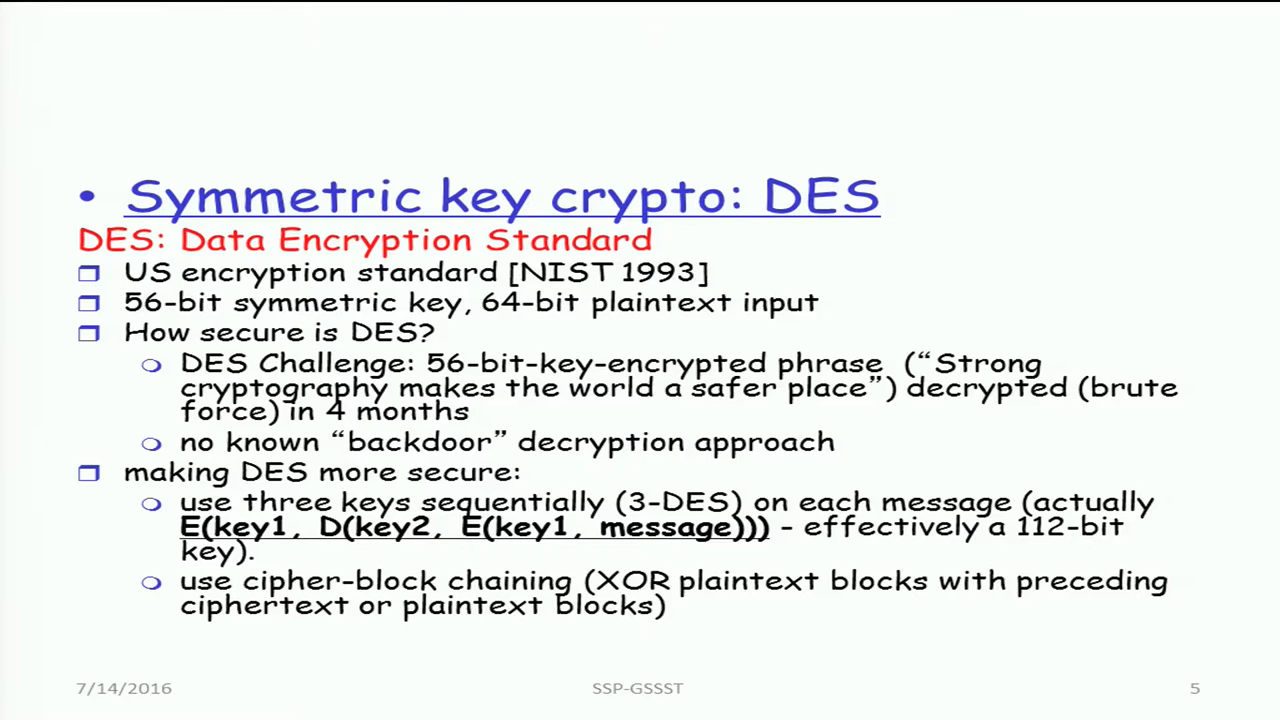 • Symmetric key crypto: DES
DES: Data Encryption Standard
❒ US encryption standard [NIST 1993]
❒ 56-bit symmetric key, 64-bit plaintext input
❒ How secure is DES?
❍ DES Challenge: 56-bit-key-encrypted phrase (“Strong
cryptography makes the world a safer place”) decrypted (brute
force) in 4 months
❍ no known “backdoor” decryption approach
❒ making DES more secure:
❍ use three keys sequentially (3-DES) on each message (actually
E(key1, D(key2, E(key1, message))) - effectively a 112-bit
key).
❍ use cipher-block chaining (XOR plaintext blocks with preceding
ciphertext or plaintext blocks)
7/14/2016 SSP-GSSST 5